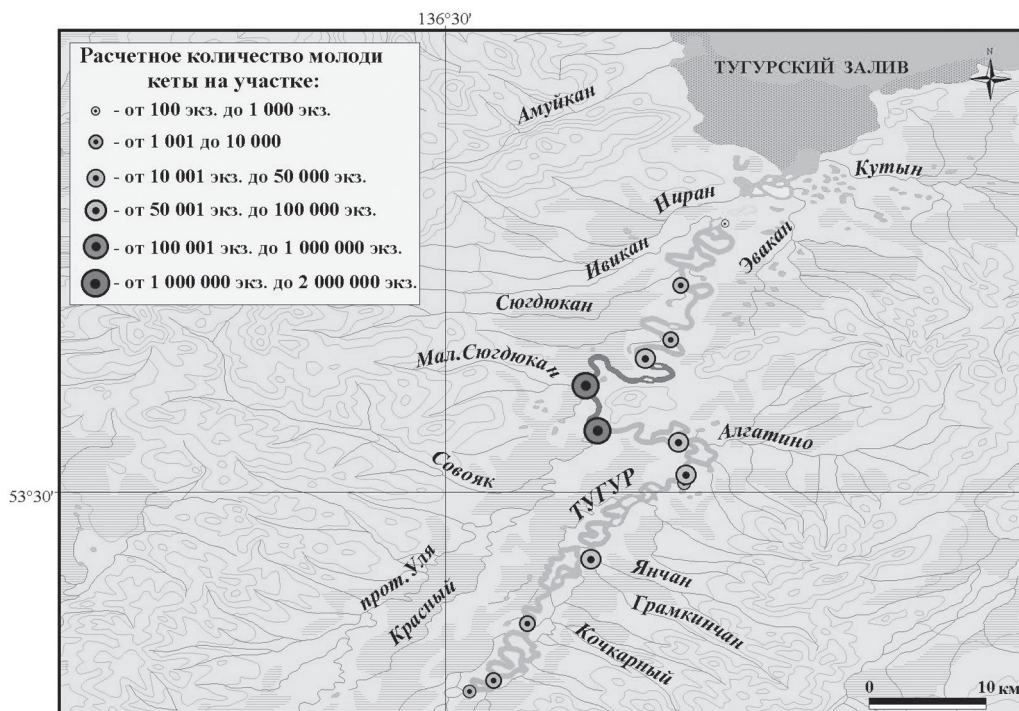 136°30'
Расчетное количество молоди
кеты на участке:
- от 100 экз. до 1 000 экз.
- от 1 001 до 10 000
- от 10 001 экз. до 50 000 экз.
- от 50 001 экз. до 100 000 экз.
- от 100 001 экз. до 1 000 000 экз.
- от 1 000 000 экз. до 2 000 000 экз.
ТУГУРСКИЙ ЗАЛИВ
N
Амуйкан
Кутын
Ниран
Эвакан
Ивикан
Сюгдюкан
Мал.Сюгдюкан
Алгатино
Совояк
53°30'
ТУГУР
прот.Уля
Красный
Янчан
Грамкинчан
Кочкарный
0 10 км